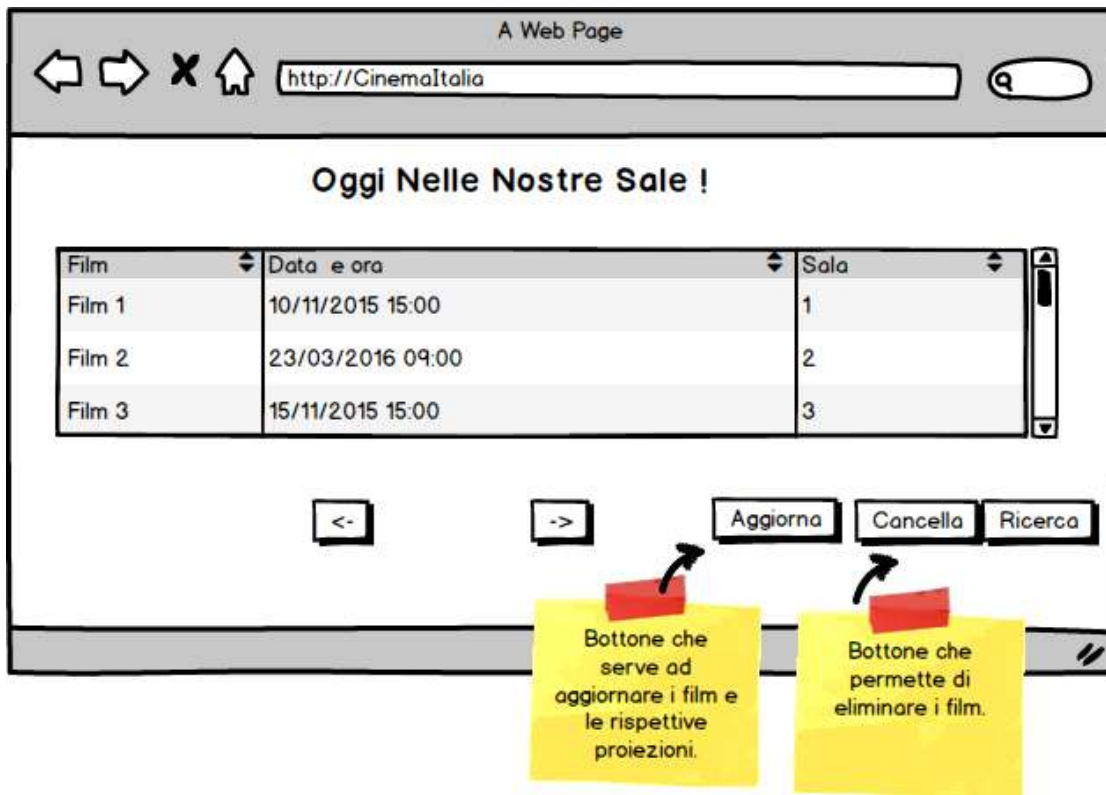 A Web Page
http://CinemaItalia
Oggi Nelle Nostre Sale !
Film Data e ora Sala
Film 1 10/11/2015 15:00 1
Film 2 23/03/2016 09:00 2
Film 3 15/11/2015 15:00 3
<- -> Aggiorna Cancella Ricerca
Bottone che
serve ad
aggiornare i film e
le rispettive
proiezioni.
Bottone che
permette di
eliminare i film.